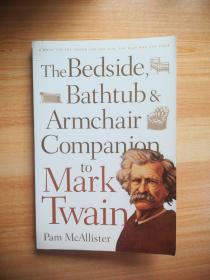 The Bedside,
Bathtub &
Armchair
Companion
to
Mark
Twain
Pam McAllister